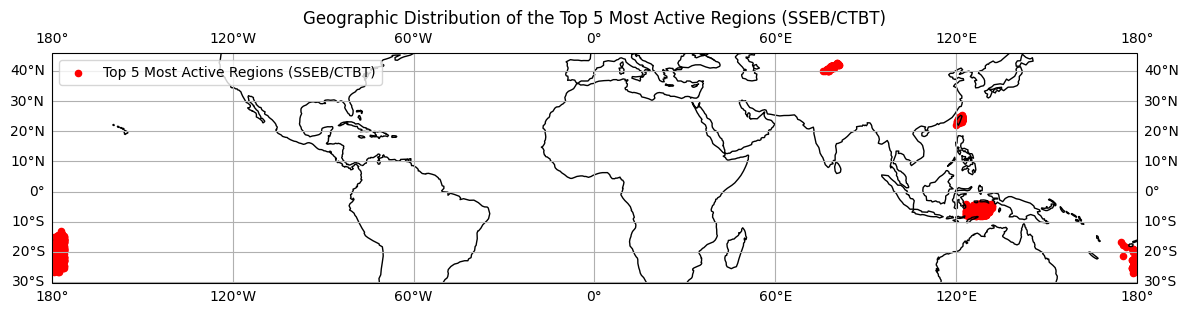 Geographic Distribution of the Top 5 Most Active Regions (SSEB/CTBT)
180° 120°W 60°W 0° 60°E 120°E 180°
Top 5 Most Active Regions (SSEB/CTBT)
40°N 40°N
30°N 30°N
20°N 20°N
10°N 10°N
0° 0°
10°S 10°S
20°S 20°S
30°S 30°S
180° 120°W 60°W 0° 60°E 120°E 180°